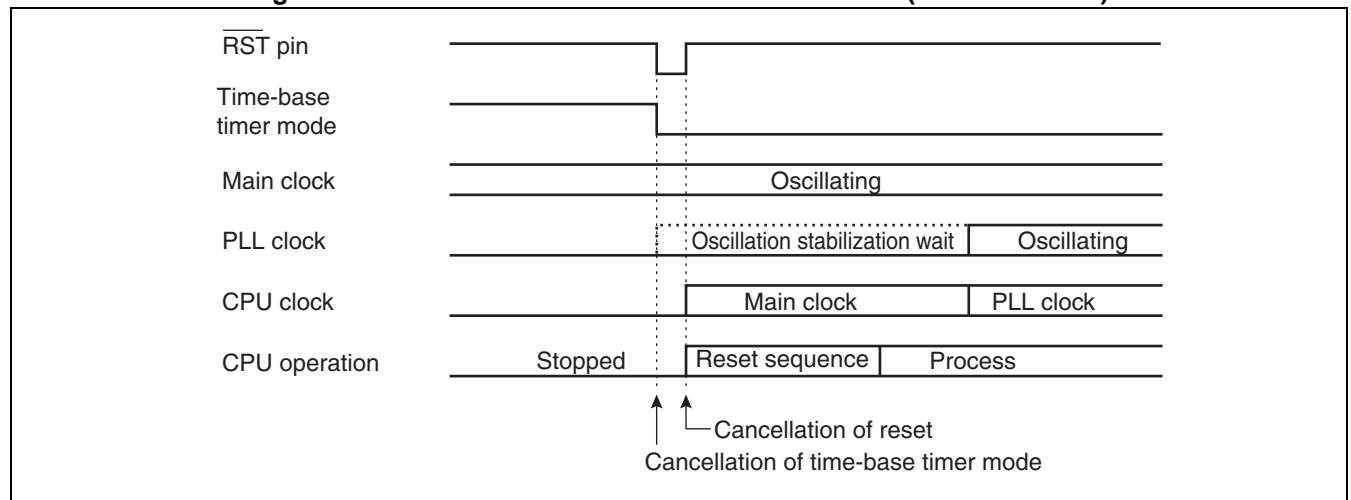 RST pin
Time-base
timer mode
Main clock
Oscillating
PLL clock
Oscillation stabilization wait
Oscillating
CPU clock
Main clock
PLL clock
CPU operation
Stopped
Reset sequence
Process
Cancellation of reset
Cancellation of time-base timer mode